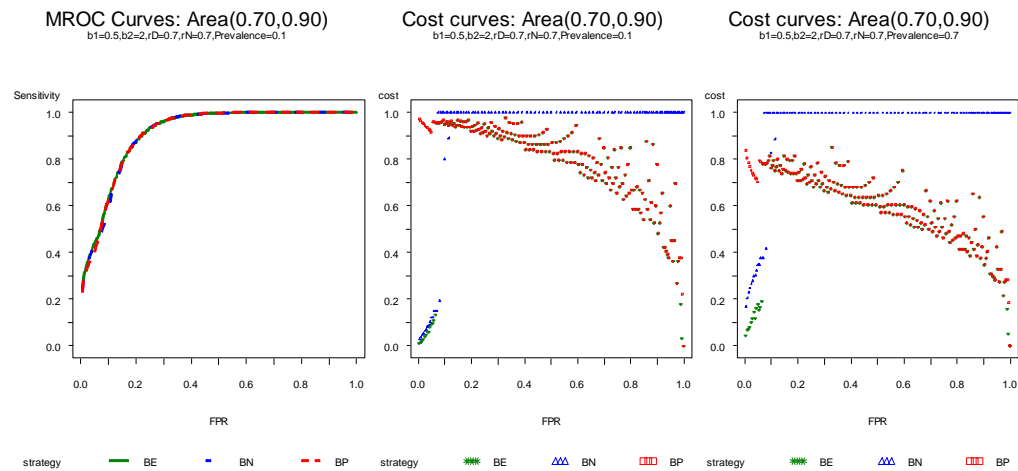 MROC Curves: Area(0.70,0.90)
b1=0.5,b2=2,rD=0.7,rN=0.7,Prevalence=0.1
Sensitivity
1.0
0.8
0.6
0.4
0.2
0.0
0.0 0.2 0.4 0.6 0.8 1.0
FPR
strategy BE BN BP
Cost curves: Area(0.70,0.90)
b1=0.5,b2=2,rD=0.7,rN=0.7,Prevalence=0.1
cost
1.0
0.8
0.6
0.4
0.2
0.0
0.0 0.2 0.4 0.6 0.8 1.0
FPR
strategy BE BN BP
Cost curves: Area(0.70,0.90)
b1=0.5,b2=2,rD=0.7,rN=0.7,Prevalence=0.7
cost
1.0
0.8
0.6
0.4
0.2
0.0
0.0 0.2 0.4 0.6 0.8 1.0
FPR
strategy BE BN BP